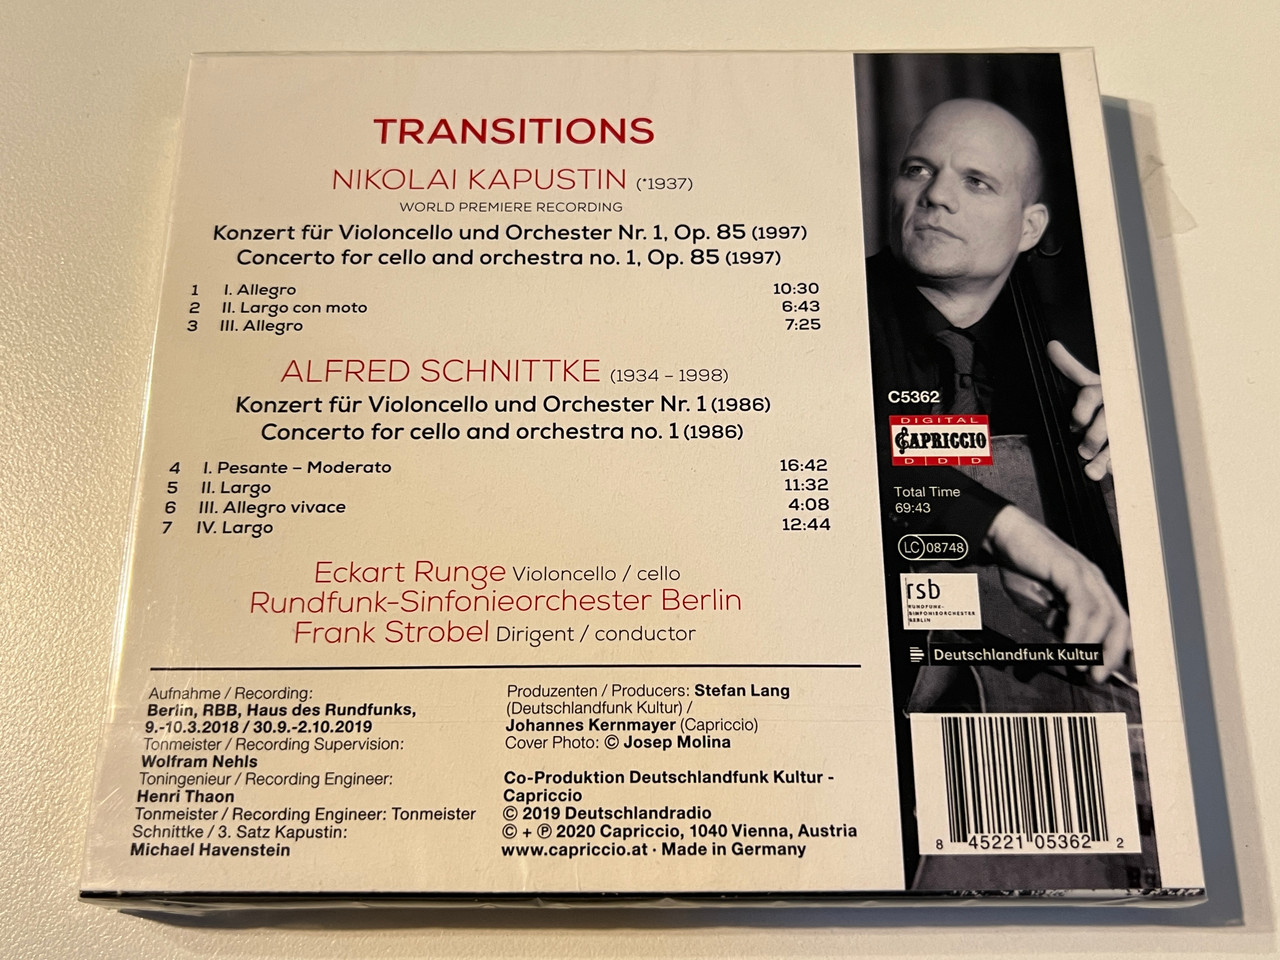 TRANSITIONS
NIKOLAI KAPUSTIN (*1937)
WORLD PREMIERE RECORDING
Konzert für Violoncello und Orchester Nr. 1, Op. 85 (1997)
Concerto for cello and orchestra no. 1, Op. 85 (1997)
1 I. Allegro 10:30
2 II. Largo con moto 6:43
3 III. Allegro 7:25
ALFRED SCHNITTKE (1934 – 1998)
Konzert für Violoncello und Orchester Nr. 1 (1986)
Concerto for cello and orchestra no. 1 (1986)
4 I. Pesante – Moderato 16:42
5 II. Largo 11:32
6 III. Allegro vivace 4:08
7 IV. Largo 12:44
Eckart Runge Violoncello / cello
Rundfunk-Sinfonieorchester Berlin
Frank Strobel Dirigent / conductor
Aufnahme / Recording:
Berlin, RBB, Haus des Rundfunks,
9.-10.3.2018 / 30.9.-2.10.2019
Tonmeister / Recording Supervision:
Wolfram Nehls
Toningenieur / Recording Engineer:
Henri Thaon
Tonmeister / Recording Engineer: Tonmeister
Schnittke / 3. Satz Kapustin:
Michael Havenstein
Produzenten / Producers: Stefan Lang
(Deutschlandfunk Kultur) /
Johannes Kernmayer (Capriccio)
Cover Photo: © Josep Molina
Co-Produktion Deutschlandfunk Kultur -
Capriccio
© 2019 Deutschlandradio
© + ℗ 2020 Capriccio, 1040 Vienna, Austria
www.capriccio.at · Made in Germany
C5362
DIGITAL
CAPRICCIO
D D D
Total Time
69:43
LC 08748
rsb
RUNDFUNK-
SINFONIEORCHESTER
BERLIN
Deutschlandfunk Kultur
8 45221 05362 2